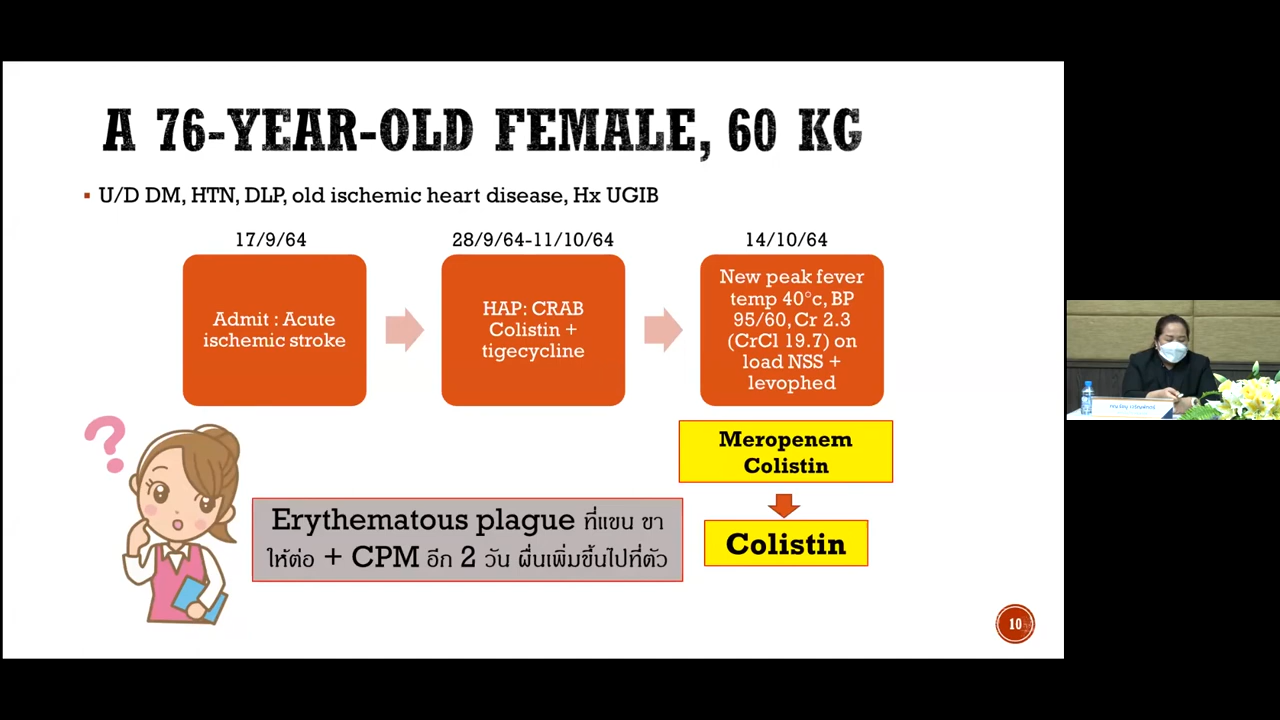 A 76-YEAR-OLD FEMALE, 60 KG
U/D DM, HTN, DLP, old ischemic heart disease, Hx UGIB
17/9/64
Admit : Acute
ischemic stroke
28/9/64-11/10/64
HAP: CRAB
Colistin +
tigecycline
14/10/64
New peak fever
temp 40°c, BP
95/60, Cr 2.3
(CrCl 19.7) on
load NSS +
levophed
Meropenem
Colistin
Colistin
?
Erythematous plague ที่แขน ขา
ให้ต่อ + CPM อีก 2 วัน ผื่นเพิ่มขึ้นไปที่ตัว
10